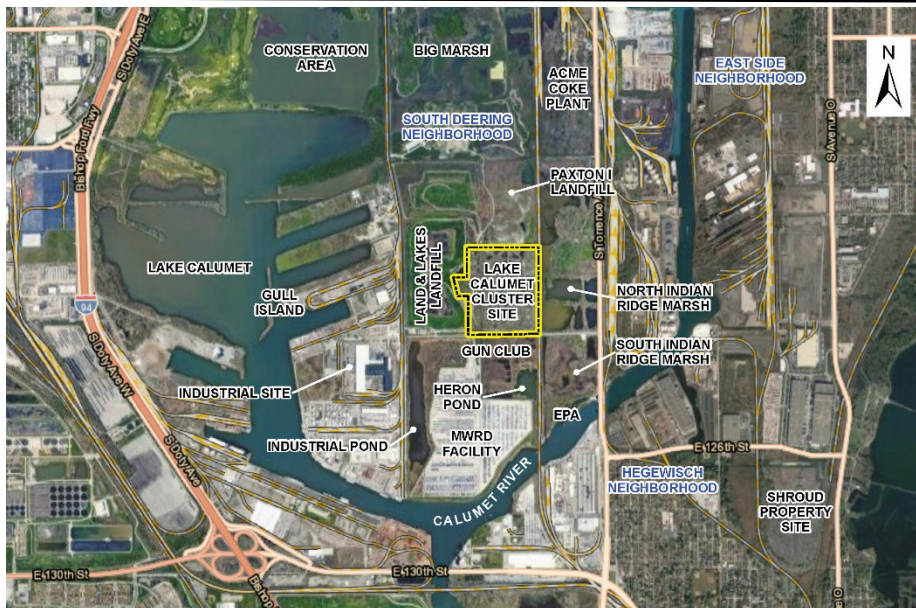 S Doty Ave E
CONSERVATION
AREA
BIG MARSH
ACME
COKE
PLANT
EAST SIDE
NEIGHBORHOOD
N
Bishop Ford Fwy
SOUTH DEERING
NEIGHBORHOOD
S Avenue O
PAXTON I
LANDFILL
S Torrence A
LAND & LAKES
LANDFILL
LAKE CALUMET
LAKE
CALUMET
CLUSTER
SITE
GULL
ISLAND
NORTH INDIAN
RIDGE MARSH
94
S Doty Ave W
GUN CLUB
SOUTH INDIAN
RIDGE MARSH
INDUSTRIAL SITE
HERON
POND
EPA
INDUSTRIAL POND
MWRD
FACILITY
S Doty Ave
E 126th St
CALUMET RIVER
HEGEWISCH
NEIGHBORHOOD
SHROUD
PROPERTY
SITE
E 130th St
E 130th St
Bishop